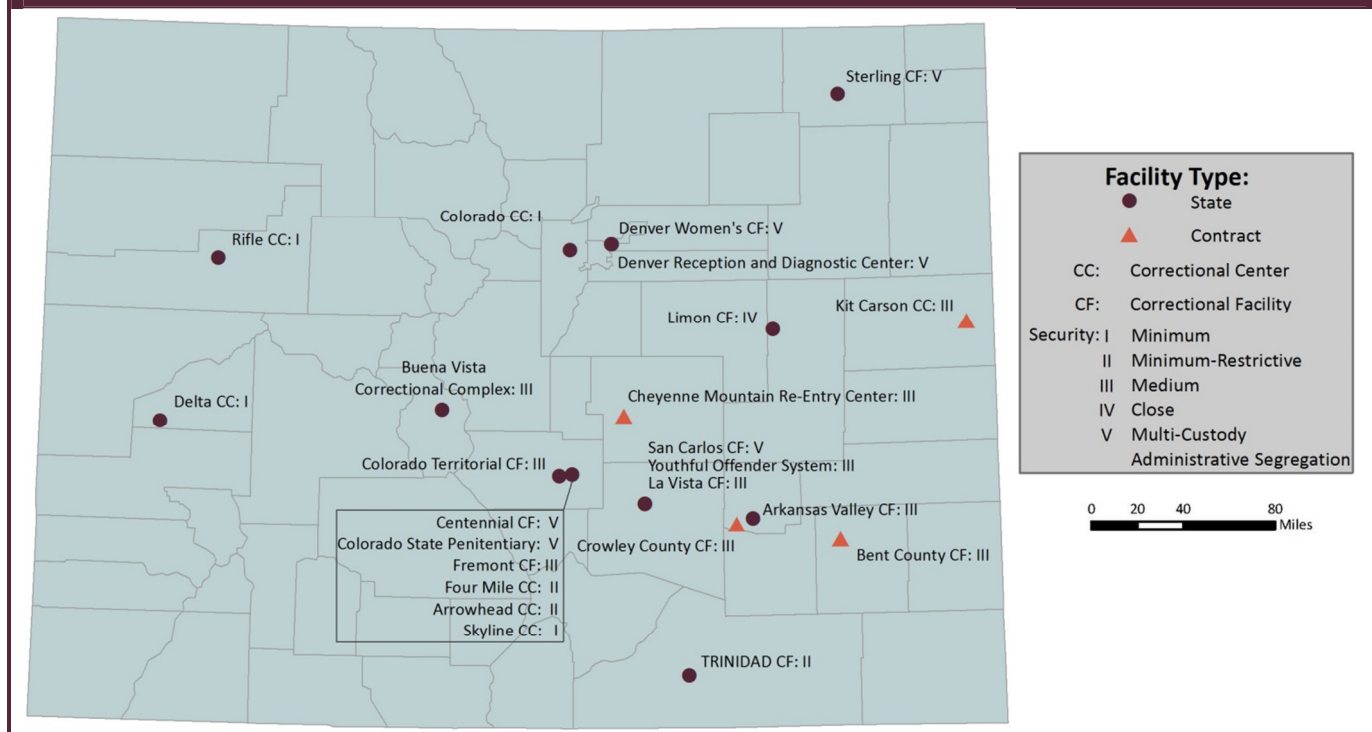 Sterling CF: V
Colorado CC: I
Denver Women's CF: V
Rifle CC: I
Denver Reception and Diagnostic Center: V
Kit Carson CC: III
Limon CF: IV
Buena Vista
Correctional Complex: III
Delta CC: I
Cheyenne Mountain Re-Entry Center: III
San Carlos CF: V
Youthful Offender System: III
La Vista CF: III
Colorado Territorial CF: III
Arkansas Valley CF: III
Crowley County CF: III
Bent County CF: III
Centennial CF: V
Colorado State Penitentiary: V
Fremont CF: III
Four Mile CC: II
Arrowhead CC: II
Skyline CC: I
TRINIDAD CF: II
Facility Type:
State
Contract
CC: Correctional Center
CF: Correctional Facility
Security: I Minimum
II Minimum-Restrictive
III Medium
IV Close
V Multi-Custody
Administrative Segregation
0 20 40 80
Miles